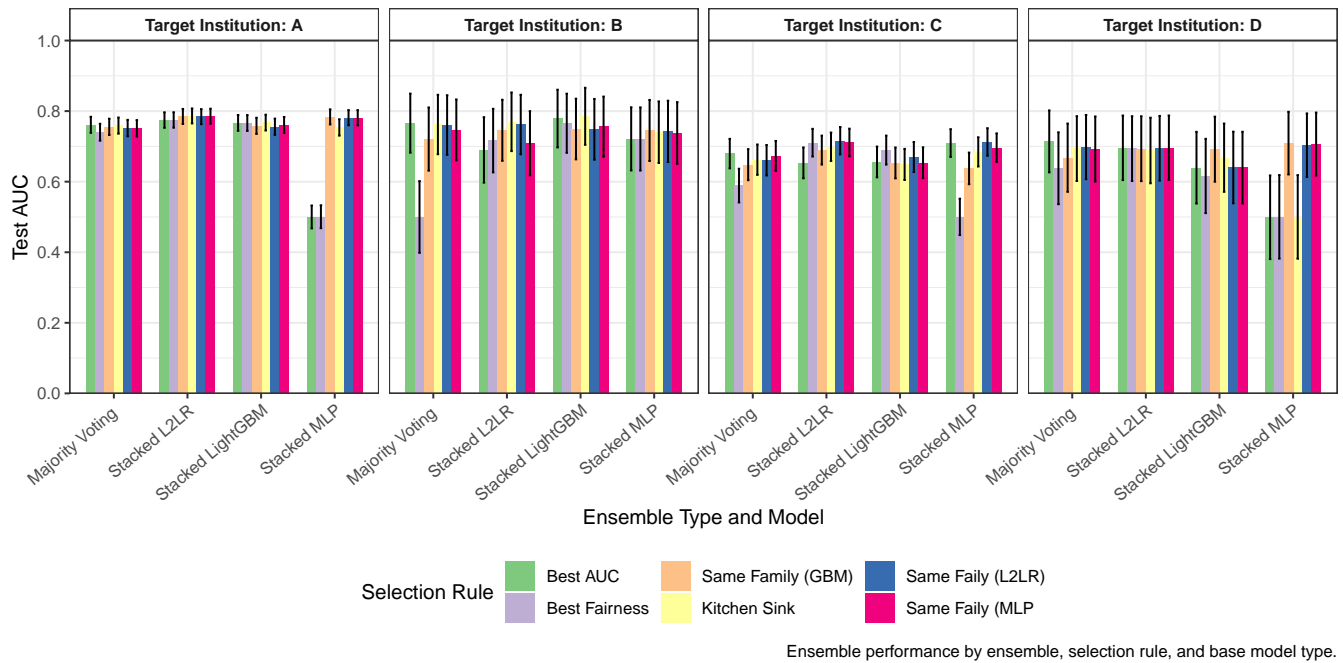 Target Institution: A
Target Institution: B
Target Institution: C
Target Institution: D
Test AUC
1.0
0.8
0.6
0.4
0.2
0.0
Majority Voting
Stacked L2LR
Stacked LightGBM
Stacked MLP
Majority Voting
Stacked L2LR
Stacked LightGBM
Stacked MLP
Majority Voting
Stacked L2LR
Stacked LightGBM
Stacked MLP
Majority Voting
Stacked L2LR
Stacked LightGBM
Stacked MLP
Ensemble Type and Model
Selection Rule
Best AUC
Same Family (GBM)
Same Faily (L2LR)
Best Fairness
Kitchen Sink
Same Faily (MLP
Ensemble performance by ensemble, selection rule, and base model type.